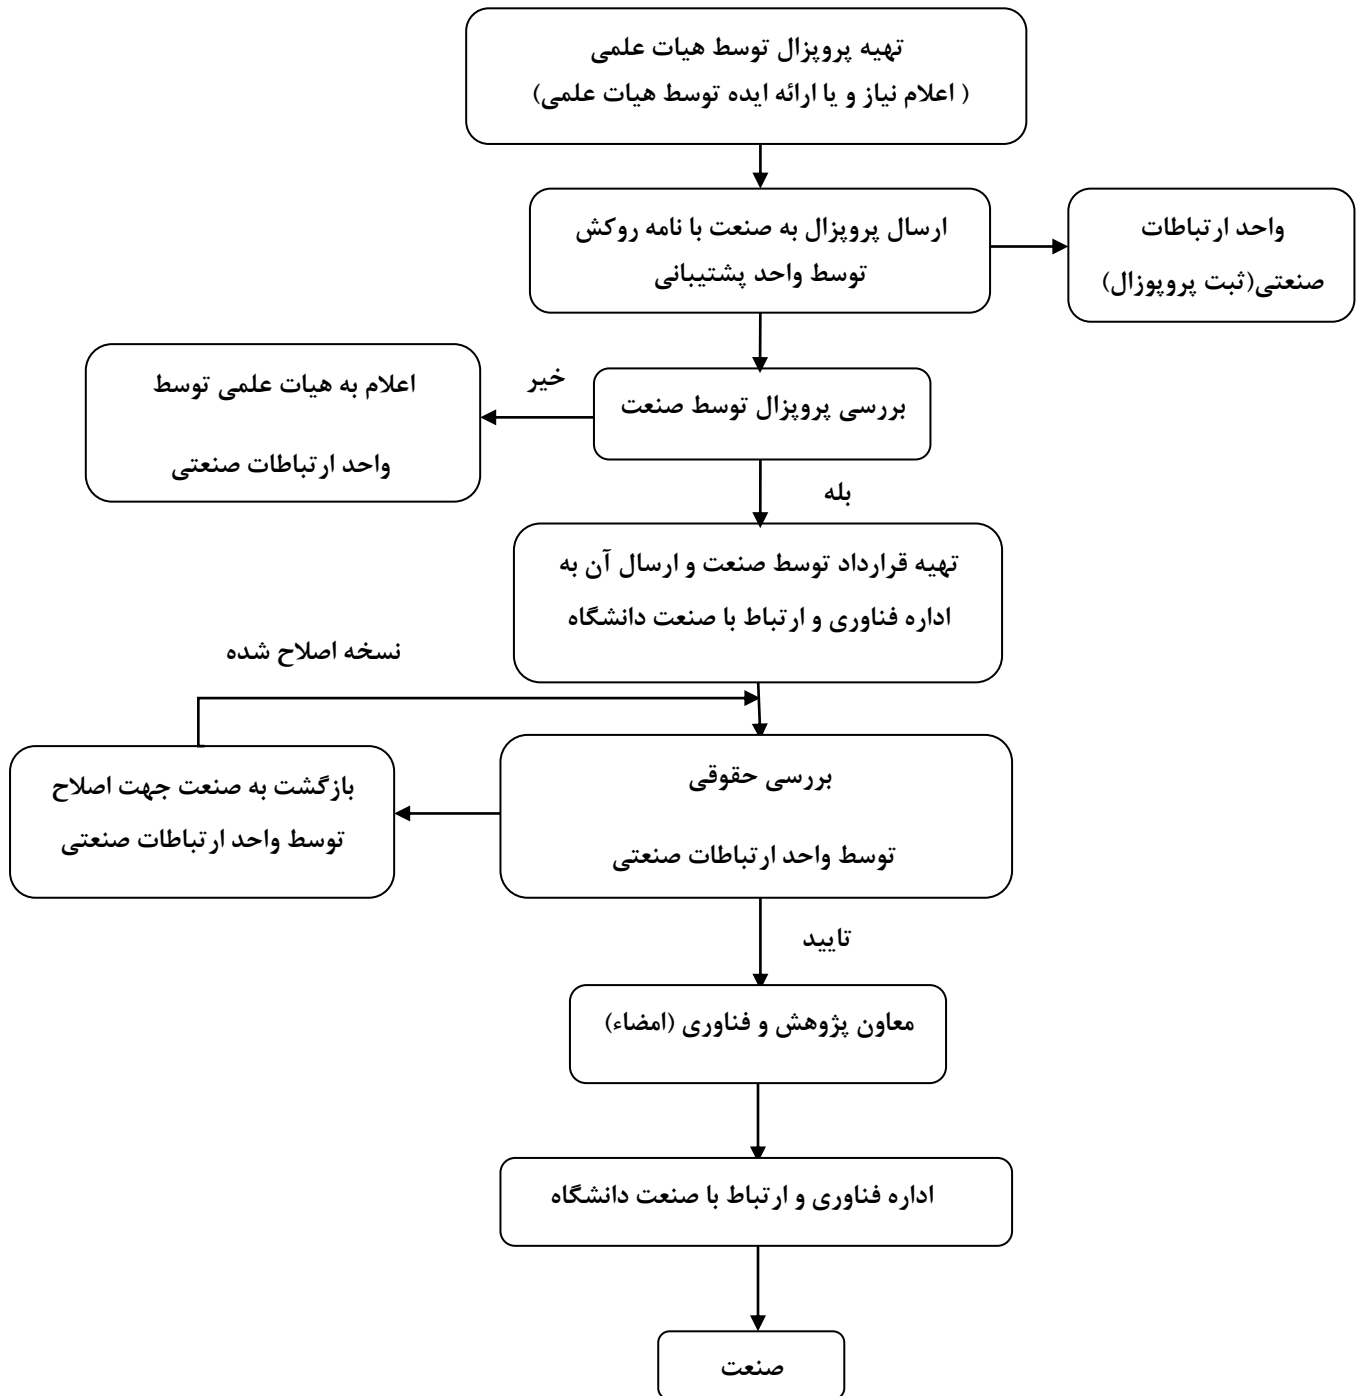 تهیه پروپزال توسط هیات علمی
( اعلام نیاز و یا ارائه ایده توسط هیات علمی)
ارسال پروپزال به صنعت با نامه روکش
توسط واحد پشتیبانی
واحد ارتباطات
صنعتی(ثبت پروپوزال)
بررسی پروپزال توسط صنعت
خیر
اعلام به هیات علمی توسط
واحد ارتباطات صنعتی
بله
تهیه قرارداد توسط صنعت و ارسال آن به
اداره فناوری و ارتباط با صنعت دانشگاه
نسخه اصلاح شده
بررسی حقوقی
توسط واحد ارتباطات صنعتی
بازگشت به صنعت جهت اصلاح
توسط واحد ارتباطات صنعتی
تایید
معاون پژوهش و فناوری (امضاء)
اداره فناوری و ارتباط با صنعت دانشگاه
صنعت